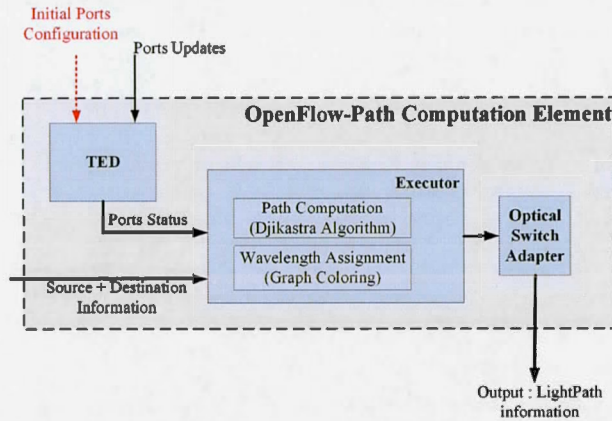 Initial Ports
Configuration
Ports Updates
OpenFlow-Path Computation Element
TED
Executor
Ports Status
Path Computation
(Djikastra Algorithm)
Optical
Switch
Adapter
Wavelength Assignment
(Graph Coloring)
Source + Destination
Information
Output : LightPath
information